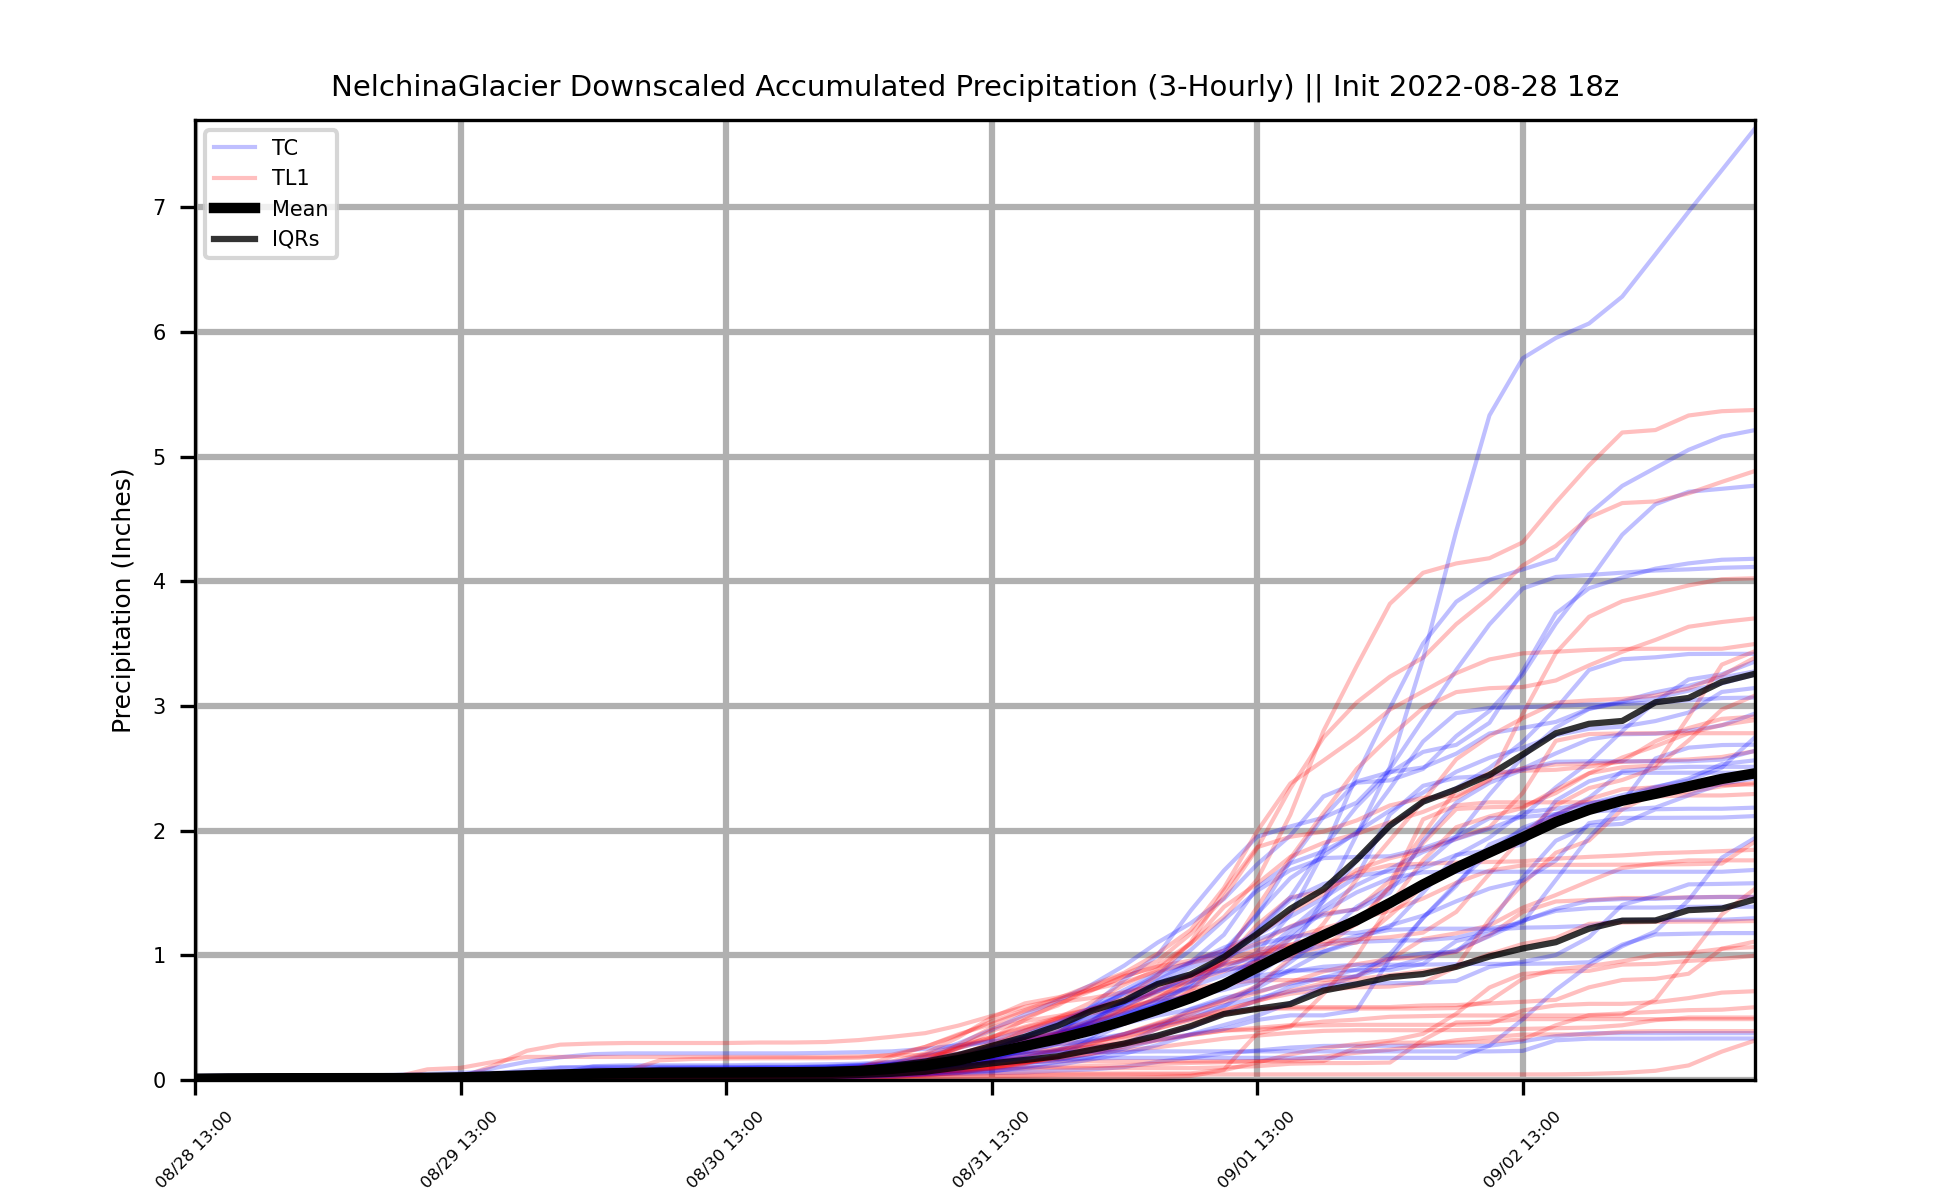 NelchinaGlacier Downscaled Accumulated Precipitation (3-Hourly) || Init 2022-08-28 18z
TC
TL1
Mean
IQRs
Precipitation (Inches)
7
6
5
4
3
2
1
0
08/28 13:00
08/29 13:00
08/30 13:00
08/31 13:00
09/01 13:00
09/02 13:00